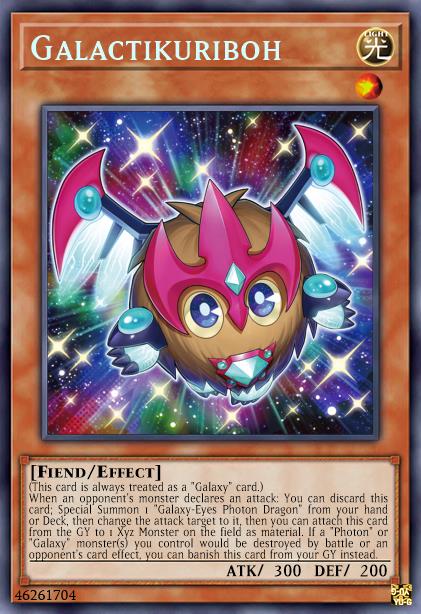 GALACTIKURIBOH
LIGHT
光
[FIEND/EFFECT]
(This card is always treated as a "Galaxy" card.)
When an opponent's monster declares an attack: You can discard this
card; Special Summon 1 "Galaxy-Eyes Photon Dragon" from your hand
or Deck, then change the attack target to it, then you can attach this card
from the GY to 1 Xyz Monster on the field as material. If a "Photon" or
"Galaxy" monster(s) you control would be destroyed by battle or an
opponent's card effect, you can banish this card from your GY instead.
ATK/ 300 DEF/ 200
46261704